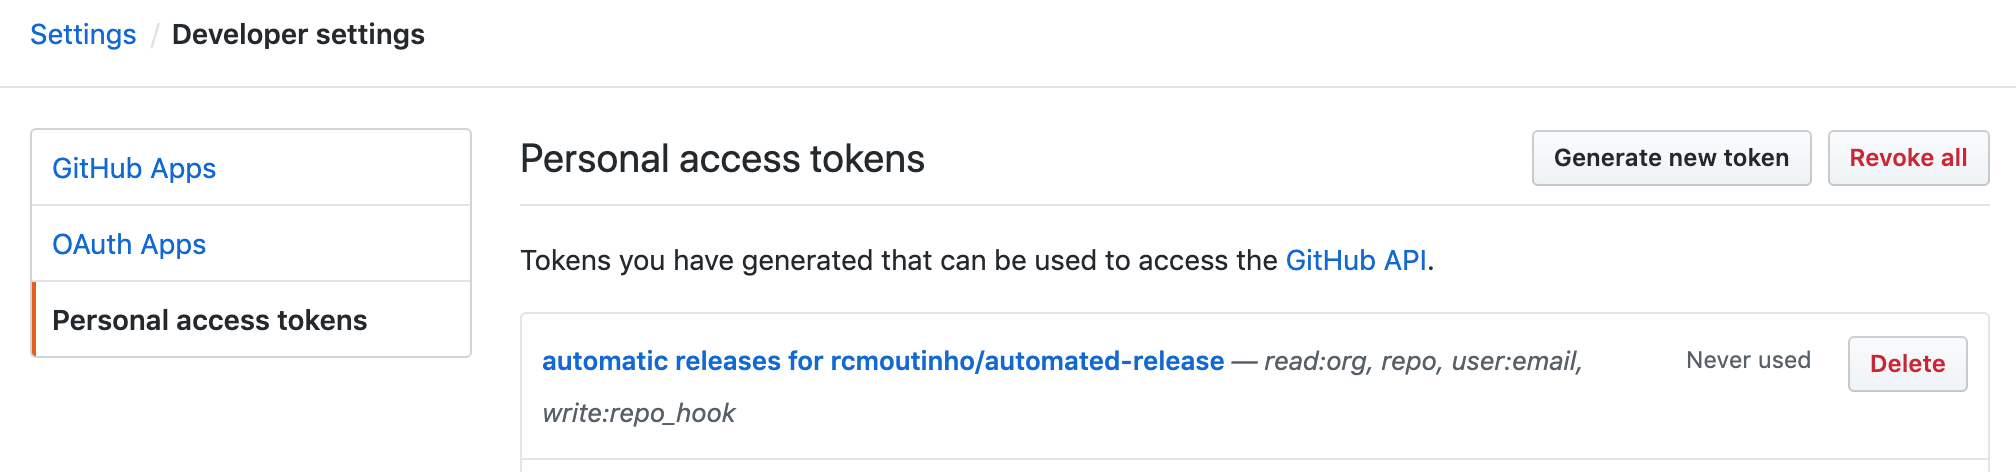 Settings / Developer settings
GitHub Apps
OAuth Apps
Personal access tokens
Personal access tokens
Generate new token
Revoke all
Tokens you have generated that can be used to access the GitHub API.
automatic releases for rcmoutinho/automated-release — read:org, repo, user:email,
write:repo_hook
Never used
Delete